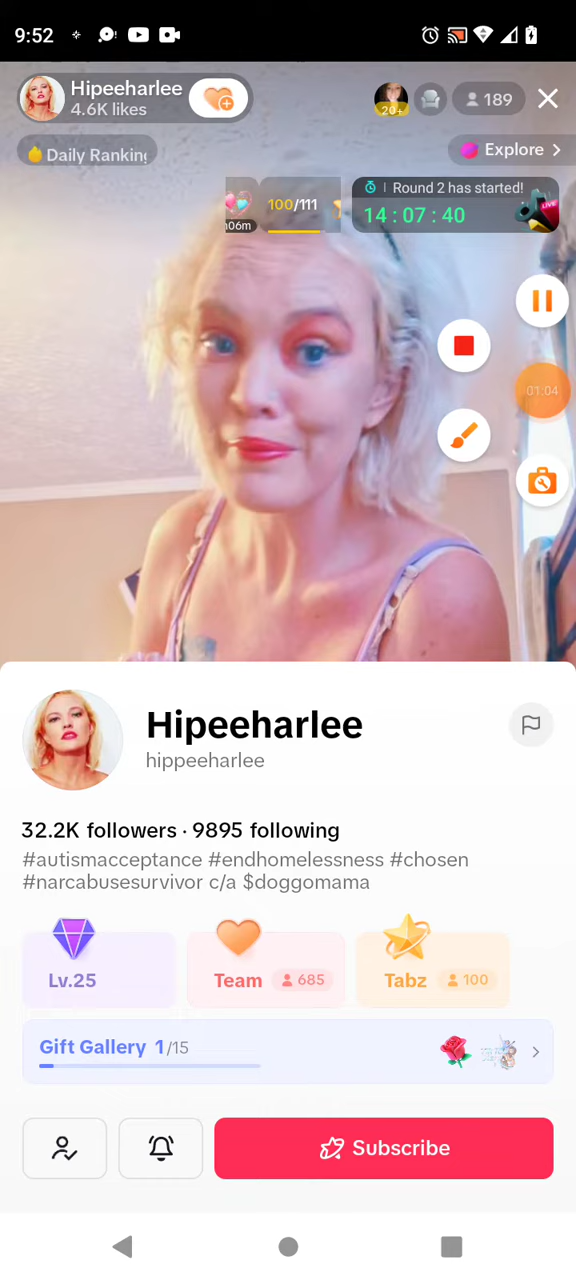 9:52
Hipeeharlee
4.6K likes
20+
189
Daily Ranking
Explore
100/111
Round 2 has started!
14 : 07 : 40
LIVE
06m
01:04
Hipeeharlee
hippeeharlee
32.2K followers · 9895 following
#autismacceptance #endhomelessness #chosen
#narcabusesurvivor c/a $doggomama
Lv.25
Team 685
Tabz 100
Gift Gallery 1/15
Subscribe